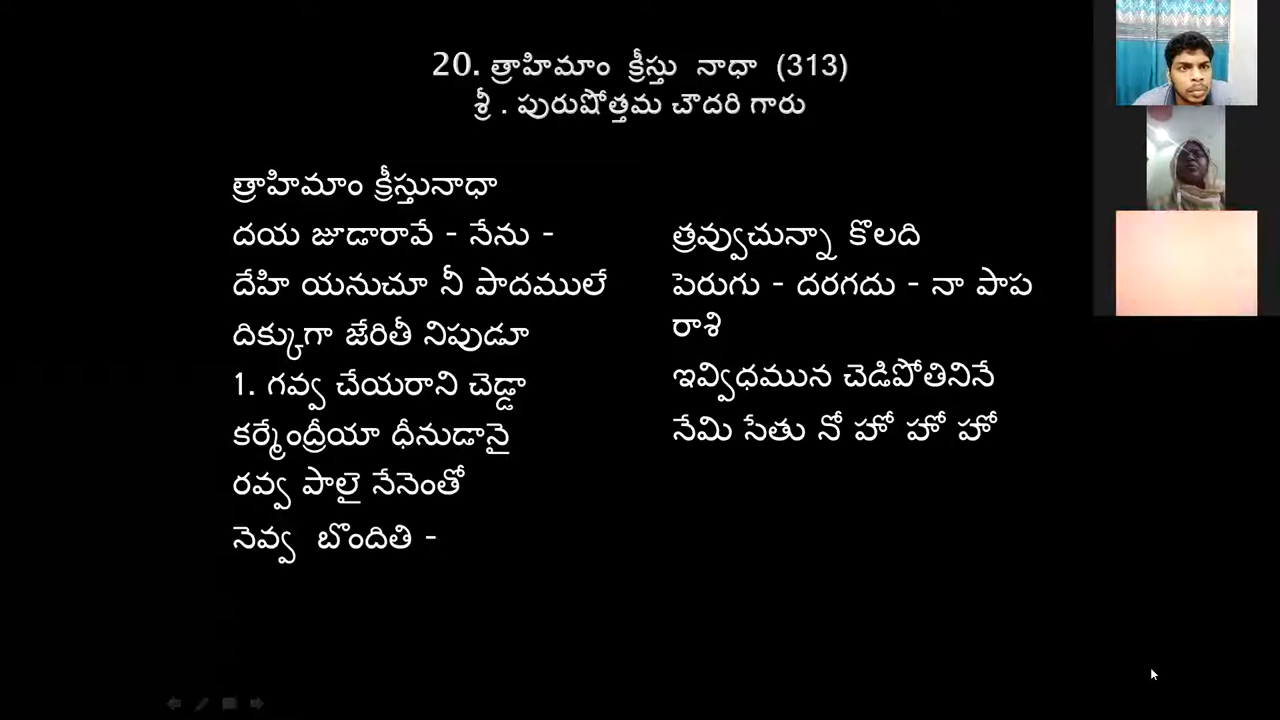 20. త్రాహిమాం క్రీస్తు నాధా (313)
శ్రీ . పురుషోత్తమ చౌదరి గారు
త్రాహిమాం క్రీస్తునాధా
దయ జూడారావే - నేను -
దేహి యనుచూ నీ పాదములే
దిక్కుగా జేరితీ నిపుడూ
1. గవ్వ చేయరాని చెడ్డా
కర్మేంద్రీయా ధీనుడానై
రవ్వ పాలై నేనెంతో
నెవ్వ బొందితి -
త్రవ్వుచున్నా కొలది
పెరుగు - దరగదు - నా పాప
రాశి
ఇవ్విధమున చెడిపోతినినే
నేమి సేతు నో హో హో హో